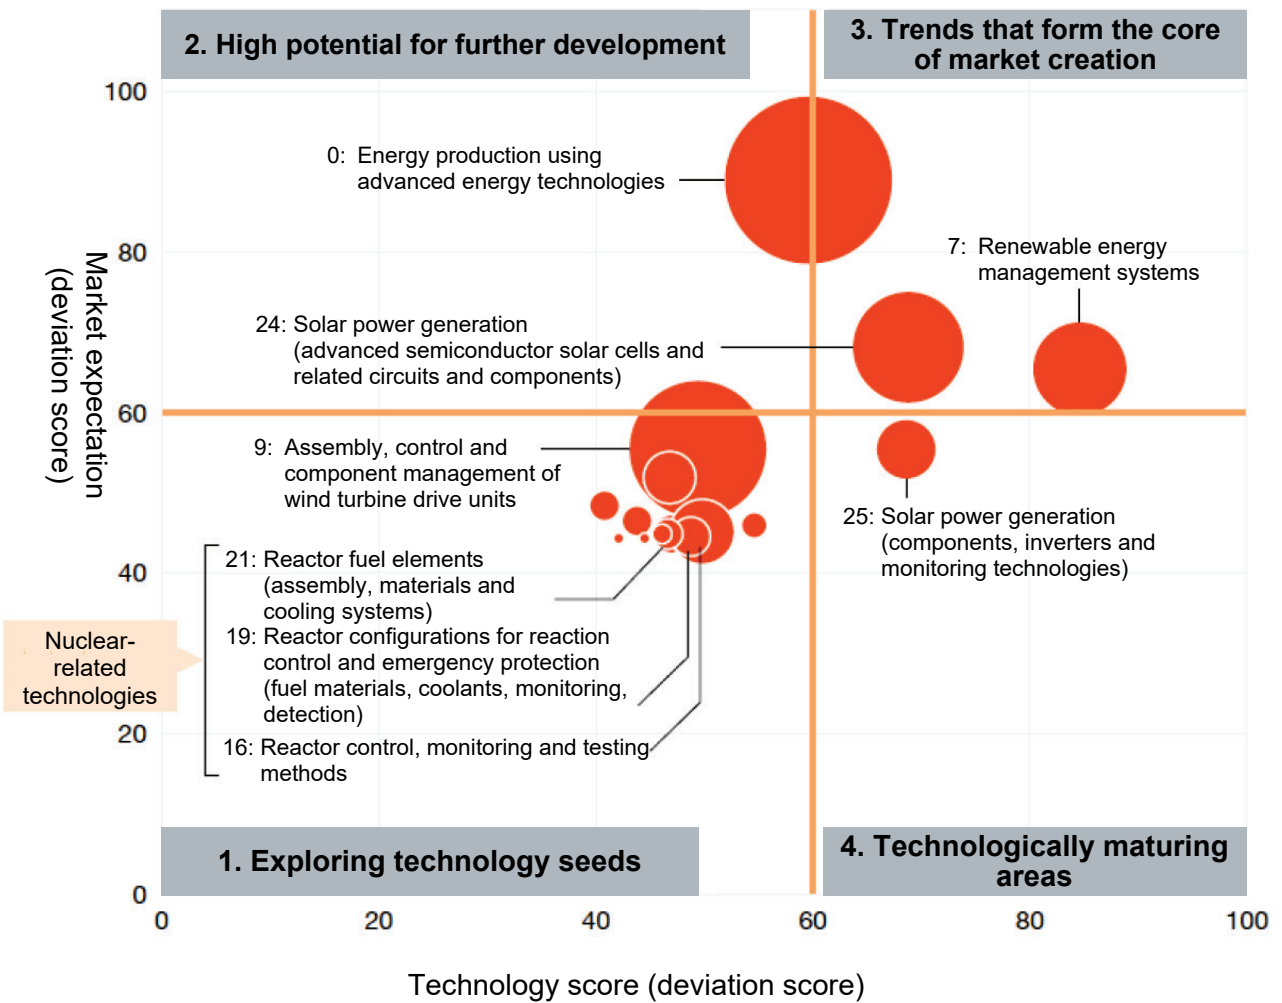 2. High potential for further development
3. Trends that form the core
of market creation
100
0: Energy production using
advanced energy technologies
80
7: Renewable energy
management systems
Market expectation
(deviation score)
24: Solar power generation
(advanced semiconductor solar cells and
related circuits and components)
60
9: Assembly, control and
component management of
wind turbine drive units
25: Solar power generation
(components, inverters and
monitoring technologies)
40
21: Reactor fuel elements
(assembly, materials and
cooling systems)
19: Reactor configurations for reaction
control and emergency protection
(fuel materials, coolants, monitoring,
detection)
Nuclear-
related
technologies
20
16: Reactor control, monitoring and testing
methods
1. Exploring technology seeds
4. Technologically maturing
areas
0
0 20 40 60 80 100
Technology score (deviation score)